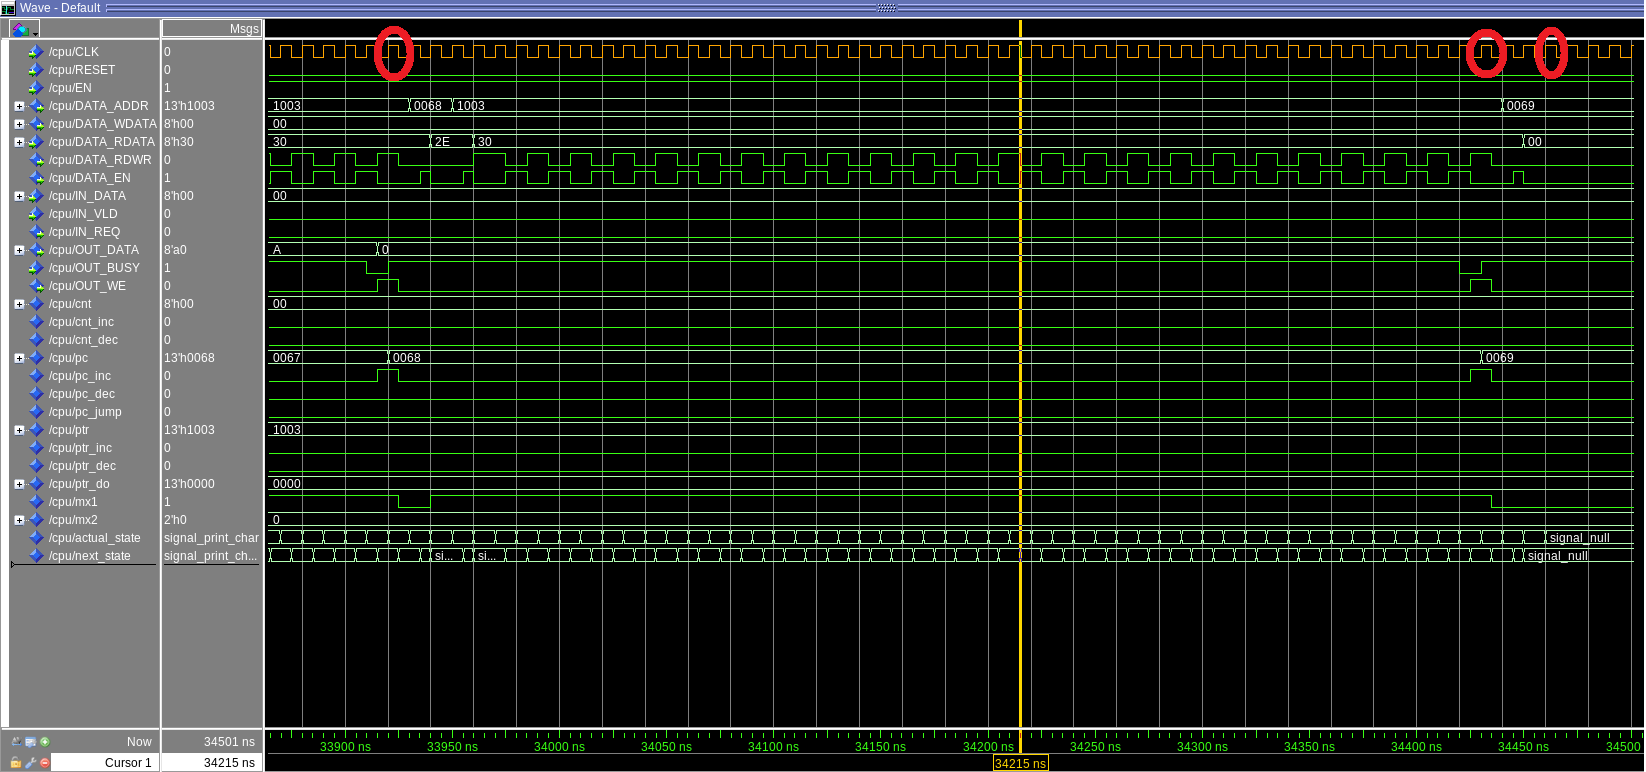 Wave - Default
Msgs
/cpu/CLK 0
/cpu/RESET 0
/cpu/EN 1
/cpu/DATA_ADDR 13'h1003 1003 0068 1003 0069
/cpu/DATA_WDATA 8'h00 00
/cpu/DATA_RDATA 8'h30 30 2E 30 00
/cpu/DATA_RDWR 0
/cpu/DATA_EN 1
/cpu/IN_DATA 8'h00 00
/cpu/IN_VLD 0
/cpu/IN_REQ 0
/cpu/OUT_DATA 8'a0 A 0
/cpu/OUT_BUSY 1
/cpu/OUT_WE 0
/cpu/cnt 8'h00 00
/cpu/cnt_inc 0
/cpu/cnt_dec 0
/cpu/pc 13'h0068 0067 0068 0069
/cpu/pc_inc 0
/cpu/pc_dec 0
/cpu/pc_jump 0
/cpu/ptr 13'h1003 1003
/cpu/ptr_inc 0
/cpu/ptr_dec 0
/cpu/ptr_do 13'h0000 0000
/cpu/mx1 1
/cpu/mx2 2'h0 0
/cpu/actual_state signal_print_char signal_null
/cpu/next_state signal_print_ch... si... si... signal_null
Now 34501 ns 33900 ns 33950 ns 34000 ns 34050 ns 34100 ns 34150 ns 34200 ns 34250 ns 34300 ns 34350 ns 34400 ns 34450 ns 34500
Cursor 1 34215 ns 34215 ns